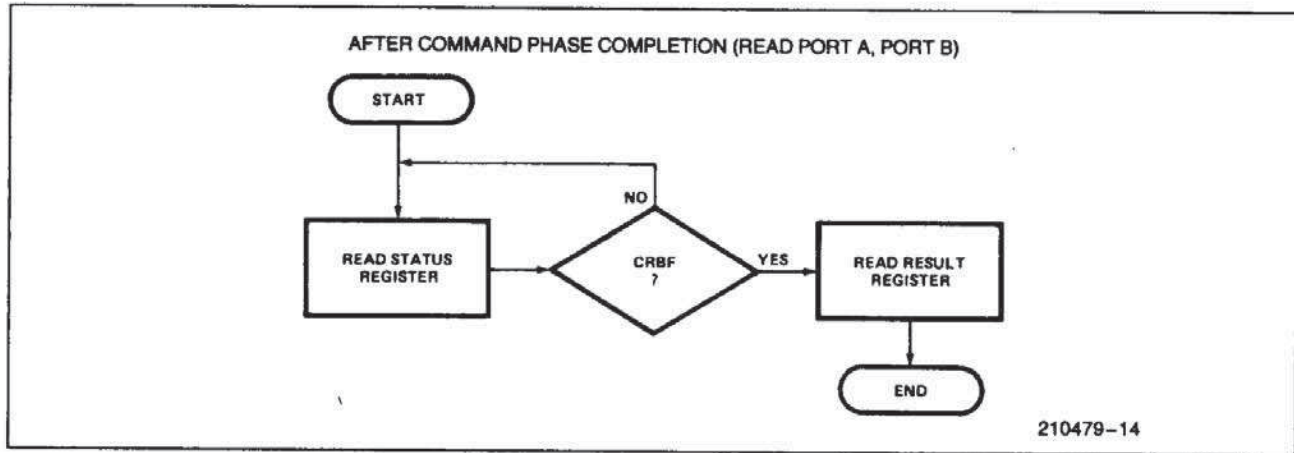 AFTER COMMAND PHASE COMPLETION (READ PORT A, PORT B)
START
NO
READ STATUS
REGISTER
CRBF
?
YES
READ RESULT
REGISTER
END
210479-14